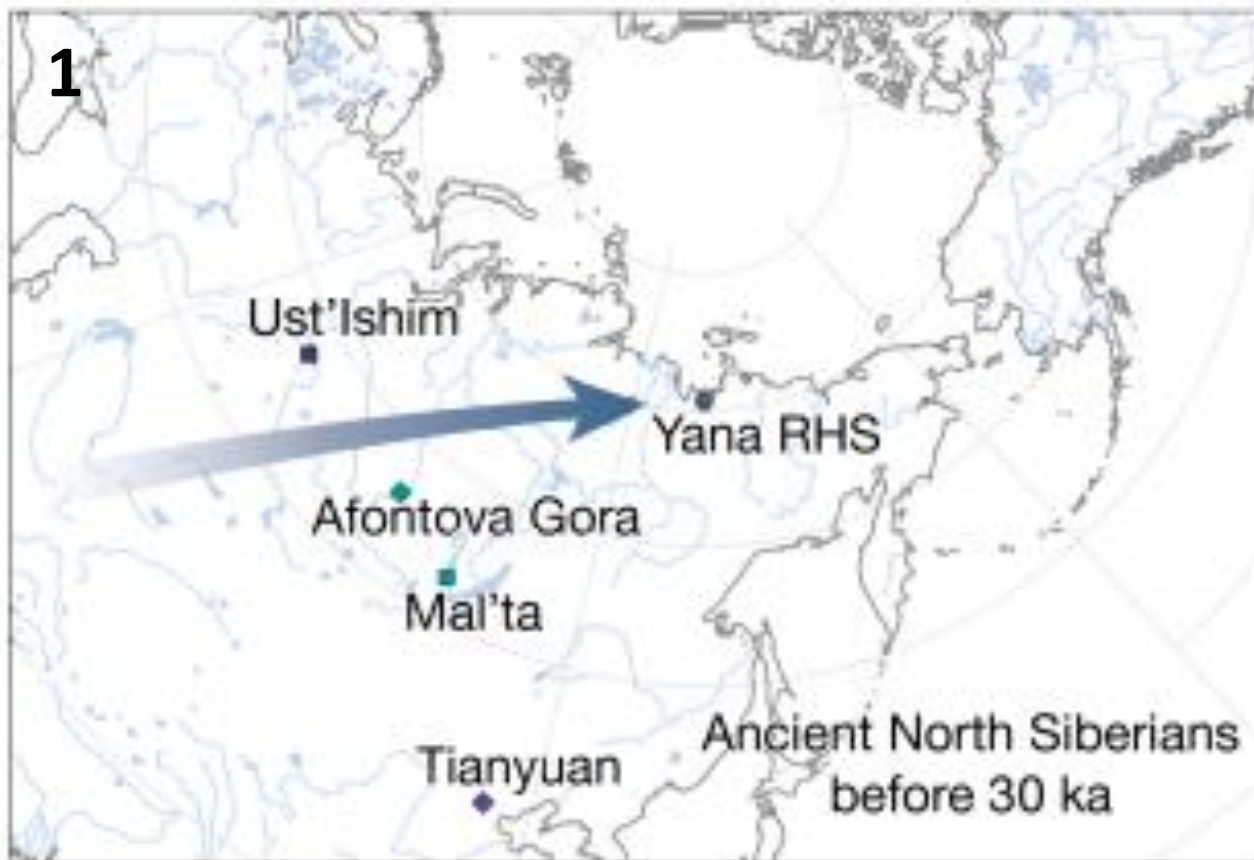 1
Ust'Ishim
Yana RHS
Afontova Gora
Mal'ta
Tianyuan
Ancient North Siberians
before 30 ka